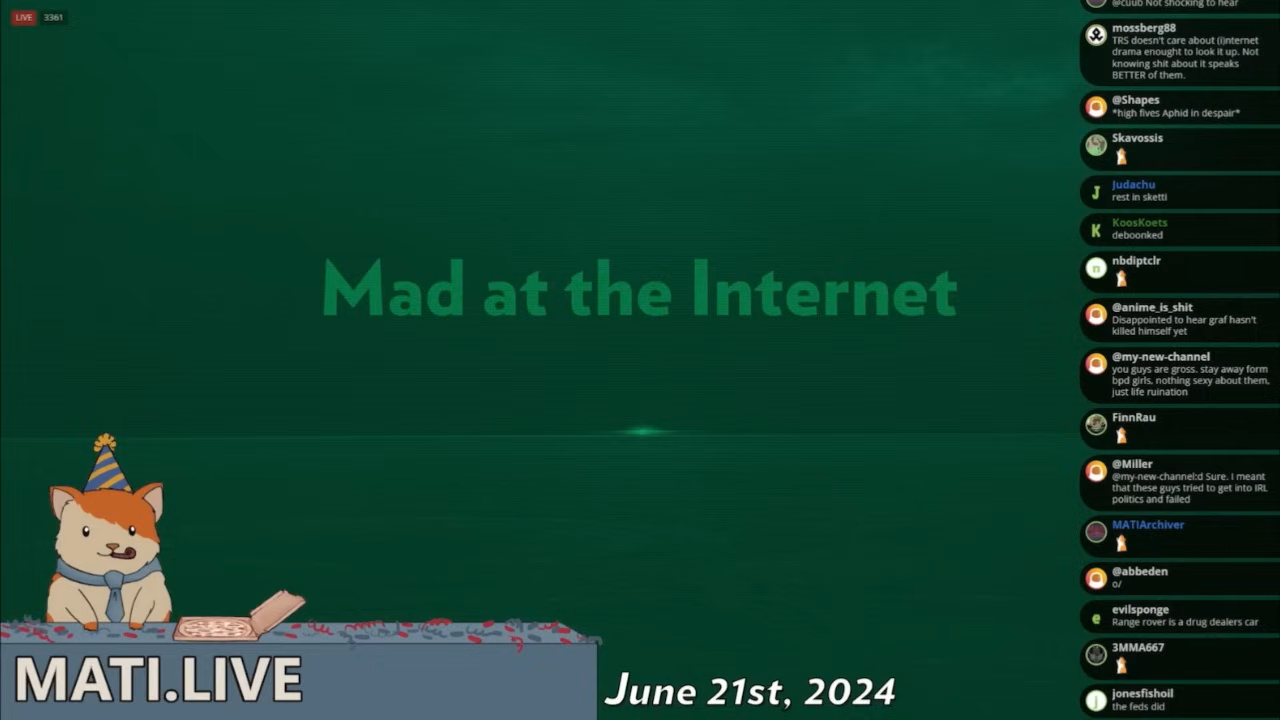 LIVE 3361
Mad at the Internet
MATI.LIVE
June 21st, 2024
@cuub Not shocking to hear
mossberg88
TRS doesn't care about (i)nternet
drama enought to look it up. Not
knowing shit about it speaks
BETTER of them.
@Shapes
*high fives Aphid in despair*
Skavossis
Judachu
rest in sketti
KoosKoets
deboonked
nbdiptclr
@anime_is_shit
Disappointed to hear graf hasn't
killed himself yet
@my-new-channel
you guys are gross. stay away form
bpd girls, nothing sexy about them,
just life ruination
FinnRau
@Miller
@my-new-channel:d Sure. I meant
that these guys tried to get into IRL
politics and failed
MATIArchiver
@abbeden
o/
evilsponge
Range rover is a drug dealers car
3MMA667
jonesfishoil
the feds did